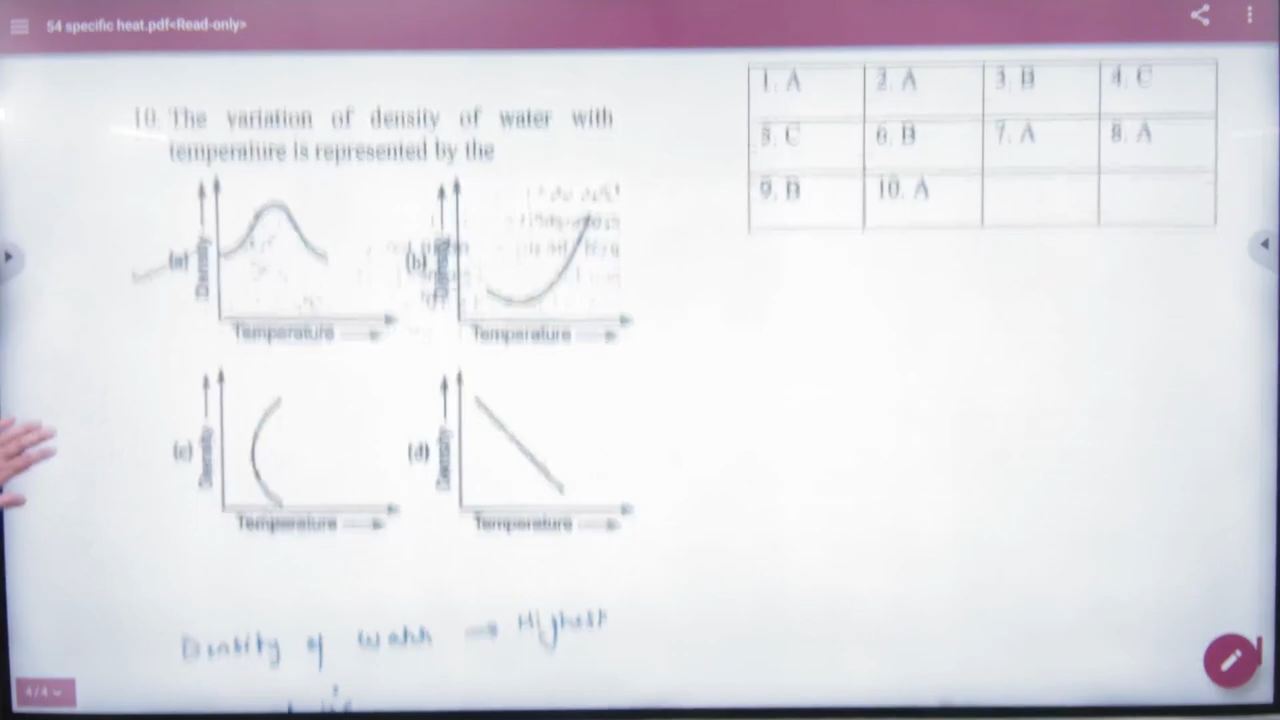 54 specific heat.pdf<Read-only>
10. The variation of density of water with
temperature is represented by the
(a)
Density
Temperature
(b)
Density
Temperature
(c)
Density
Temperature
(d)
Density
Temperature
Density of
Highest
4/4
1. A 2. A 3. B 4. C
5. C 6. B 7. A 8. A
9. B 10. A